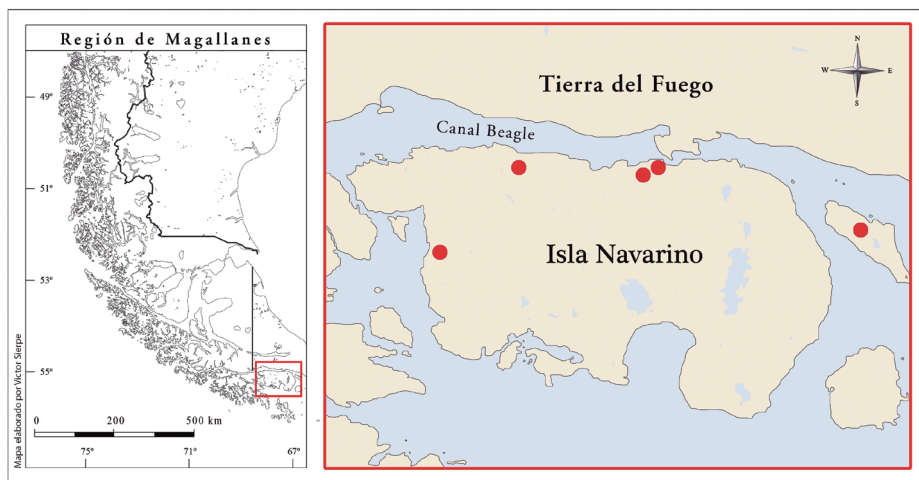 Región de Magallanes
49°
51°
53°
55°
0 200 500 km
75° 71° 67°
Mapa elaborado por Víctor Sierpe
Tierra del Fuego
Canal Beagle
Isla Navarino
N
W E
S